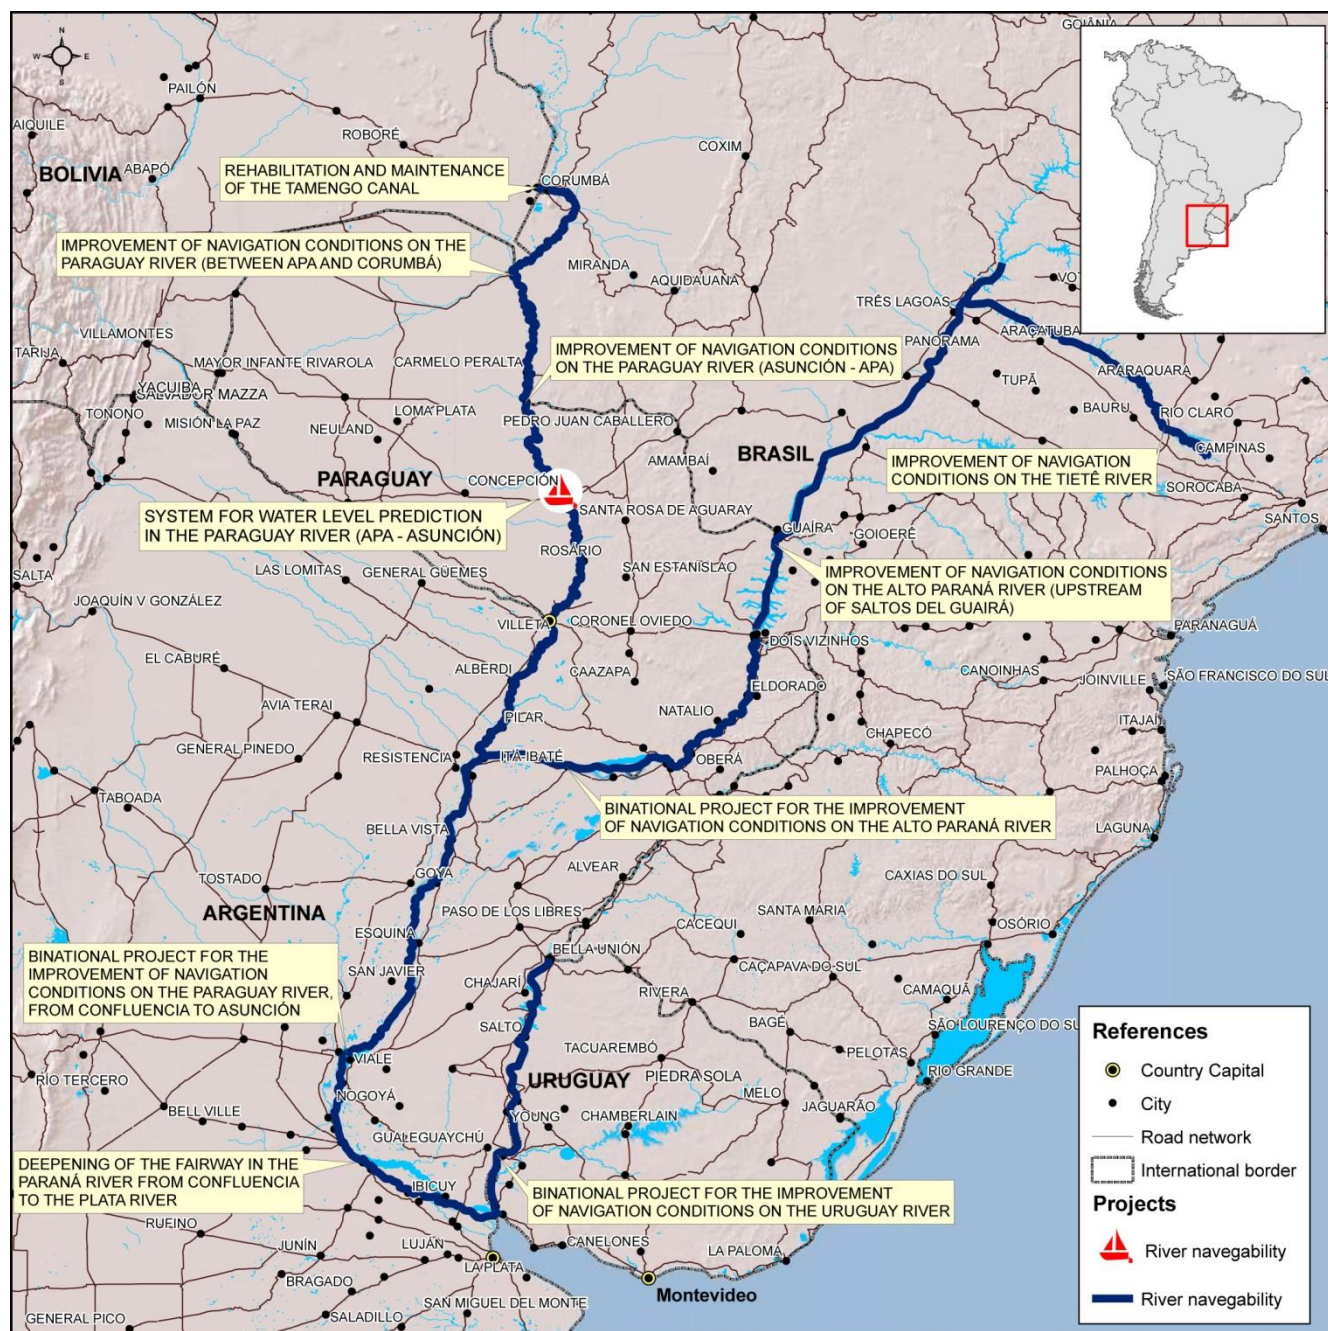 N
W
E
S
GOIÂNIA
PAILÓN
AIQUILE
ROBORÉ
COXIM
ABAPÓ
BOLIVIA
REHABILITATION AND MAINTENANCE
OF THE TAMENGO CANAL
CORUMBÁ
IMPROVEMENT OF NAVIGATION CONDITIONS ON THE
PARAGUAY RIVER (BETWEEN APA AND CORUMBÁ)
MIRANDA
AQUIDAUANA
VOT
TRÊS LAGOAS
ARAÇATUBA
PANORAMA
VILLAMONTES
TARIJA
MAYOR INFANTE RIVAROLA
CARMELO PERALTA
IMPROVEMENT OF NAVIGATION CONDITIONS
ON THE PARAGUAY RIVER (ASUNCIÓN - APA)
TUPÃ
ARARAQUARA
YACUIBA
SALVADOR MAZZA
TONONO
MISIÓN LA PAZ
LOMA PLATA
NEULAND
PEDRO JUAN CABALLERO
BAURU
RIO CLARO
CAMPINAS
BRASIL
AMAMBAÍ
IMPROVEMENT OF NAVIGATION
CONDITIONS ON THE TIETÊ RIVER
SOROCABA
SANTOS
PARAGUAY
CONCEPCIÓN
SANTA ROSA DE AGUARAY
SYSTEM FOR WATER LEVEL PREDICTION
IN THE PARAGUAY RIVER (APA - ASUNCIÓN)
GUAÍRA
GOIOERÊ
ROSÁRIO
SALTA
LAS LOMITAS
GENERAL GÜEMES
SAN ESTANISLAO
IMPROVEMENT OF NAVIGATION CONDITIONS
ON THE ALTO PARANÁ RIVER (UPSTREAM
OF SALTOS DEL GUAIRÁ)
JOAQUÍN V GONZÁLEZ
VILLETA
CORONEL OVIEDO
DOIS VIZINHOS
PARANAGUÁ
EL CABURÉ
ALBERDI
CAAZAPA
CANOINHAS
JOINVILLE
SÃO FRANCISCO DO SUL
ELDORADO
AVIA TERAI
PILAR
NATALIO
ITAJAÍ
GENERAL PINEDO
RESISTENCIA
ITÁ IBATÉ
OBERÁ
CHAPECÓ
PALHOÇA
TABOADA
BINATIONAL PROJECT FOR THE IMPROVEMENT
OF NAVIGATION CONDITIONS ON THE ALTO PARANÁ RIVER
BELLA VISTA
LAGUNA
ALVEAR
TOSTADO
GOYA
CAXIAS DO SUL
ARGENTINA
PASO DE LOS LIBRES
SANTA MARIA
CACEQUI
OSÓRIO
ESQUINA
BELLA UNIÓN
BINATIONAL PROJECT FOR THE
IMPROVEMENT OF NAVIGATION
CONDITIONS ON THE PARAGUAY RIVER,
FROM CONFLUENCIA TO ASUNCIÓN
SAN JAVIER
CHAJARÍ
CAÇAPAVA DO SUL
RIVERA
CAMAQUÃ
SALTO
BAGÉ
SÃO LOURENÇO DO SU
VIALE
TACUAREMBÓ
PELOTAS
RÍO TERCERO
URUGUAY
PIEDRA SOLA
RIO GRANDE
NOGOYÁ
MELO
BELL VILLE
YOUNG
CHAMBERLAIN
JAGUARÃO
GUALEGUAYCHÚ
DEEPENING OF THE FAIRWAY IN THE
PARANÁ RIVER FROM CONFLUENCIA
TO THE PLATA RIVER
IBICUY
BINATIONAL PROJECT FOR THE IMPROVEMENT
OF NAVIGATION CONDITIONS ON THE URUGUAY RIVER
RUFINO
JUNÍN
LUJÁN
CANELONES
LA PALOMA
LA PLATA
BRAGADO
Montevideo
GENERAL PICO
SALADILLO
SAN MIGUEL DEL MONTE
References
Country Capital
City
Road network
International border
Projects
River navegability
River navegability